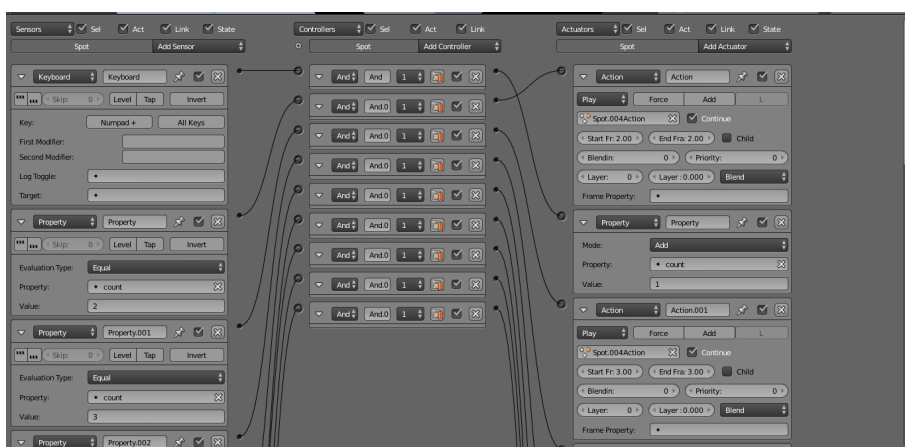 Sensors Sel Act Link State
Spot Add Sensor
Keyboard Keyboard
Skip: 0 Level Tap Invert
Key: Numpad + All Keys
First Modifier:
Second Modifier:
Log Toggle:
Target:
Property Property
Skip: 0 Level Tap Invert
Evaluation Type: Equal
Property: count
Value: 2
Property Property.001
Skip: 0 Level Tap Invert
Evaluation Type: Equal
Property: count
Value: 3
Property Property.002
Controllers Sel Act Link
Spot Add Controller
And And 1
And And.0 1
And And.0 1
And And.0 1
And And.0 1
And And.0 1
And And.0 1
And And.0 1
And And.0 1
Actuators Sel Act Link State
Spot Add Actuator
Action Action
Play Force Add L
Spot.004Action Continue
Start Fr: 2.00 End Fra: 2.00 Child
Blendin: 0 Priority: 0
Layer: 0 Layer: 0.000 Blend
Frame Property:
Property Property
Mode: Add
Property: count
Value: 1
Action Action.001
Play Force Add L
Spot.004Action Continue
Start Fr: 3.00 End Fra: 3.00 Child
Blendin: 0 Priority: 0
Layer: 0 Layer: 0.000 Blend
Frame Property: